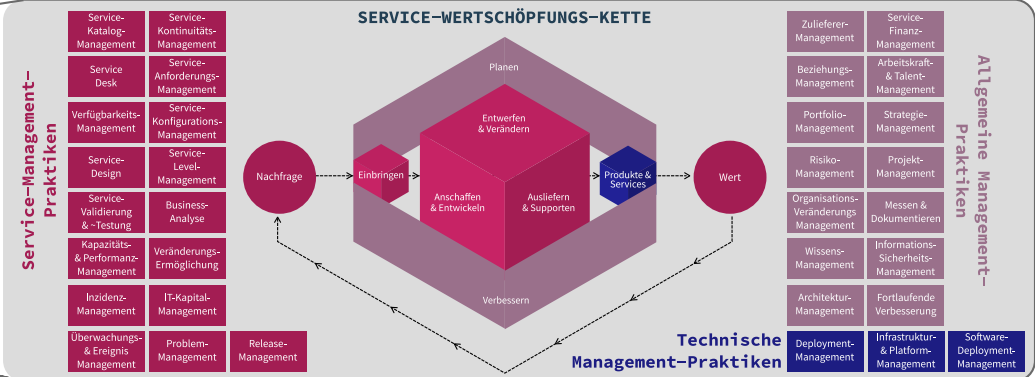 SERVICE-WERTSCHÖPFUNGS-KETTE
Service-Management-
Praktiken
Service-
Katalog-
Management
Service-
Kontinuitäts-
Management
Service
Desk
Service-
Anforderungs-
Management
Verfügbarkeits-
Management
Service-
Konfigurations-
Management
Service-
Design
Service-
Level-
Management
Service-
Validierung
& ~Testung
Business-
Analyse
Kapazitäts-
& Performanz-
Management
Veränderungs-
Ermöglichung
Inzidenz-
Management
IT-Kapital-
Management
Überwachungs-
& Ereignis
Management
Problem-
Management
Release-
Management
Nachfrage
Planen
Einbringen
Entwerfen
& Verändern
Anschaffen
& Entwickeln
Ausliefern
& Supporten
Produkte &
Services
Wert
Verbessern
Zulieferer-
Management
Service-
Finanz-
Management
Beziehungs-
Management
Arbeitskraft-
& Talent-
Management
Portfolio-
Management
Strategie-
Management
Risiko-
Management
Projekt-
Management
Organisations-
Veränderungs
Management
Messen &
Dokumentieren
Wissens-
Management
Informations-
Sicherheits-
Management
Architektur-
Management
Fortlaufende
Verbesserung
Allgemeine Management-
Praktiken
Technische
Management-Praktiken
Deployment-
Management
Infrastruktur-
& Platform-
Management
Software-
Deployment-
Management